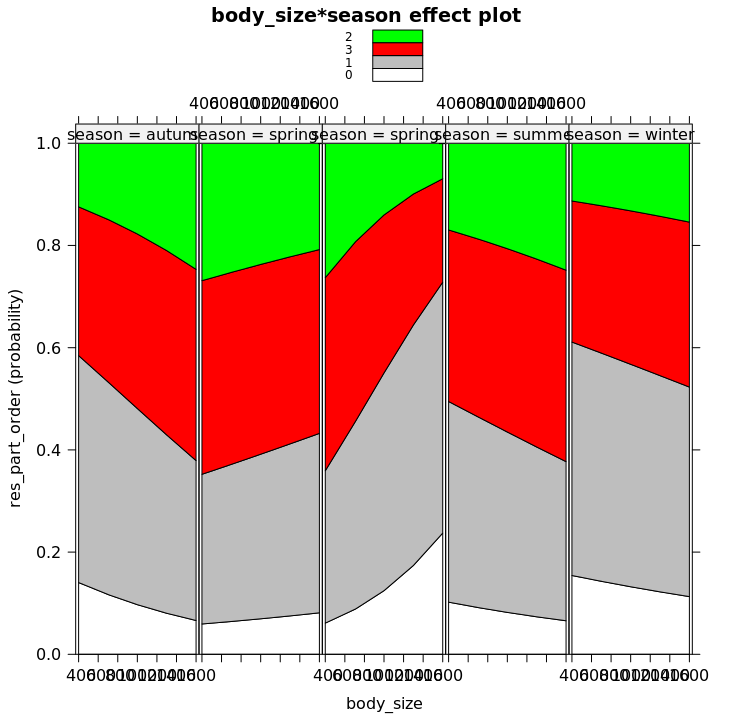 body_size*season effect plot
2
3
1
0
season = autum
season = spring
season = spring
season = summe
season = winter
1.0
0.8
0.6
0.4
0.2
0.0
res_part_order (probability)
body_size